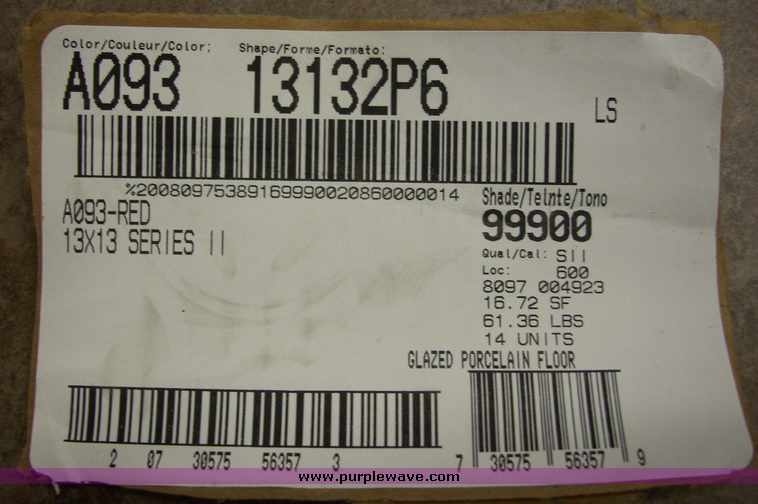 Color/Couleur/Color: Shape/Forme/Formato:
A093 13132P6
LS
%2008097538916999002086000​0014
A093-RED
13X13 SERIES II
Shade/Teinte/Tono
99900
Qual/Cal: SII
Loc: 600
8097 004923
16.72 SF
61.36 LBS
14 UNITS
GLAZED PORCELAIN FLOOR
2 07 30575 56357 3
7 30575 56357 9
www.purplewave.com